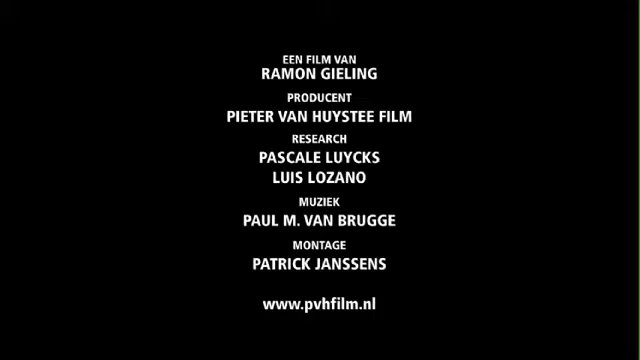 EEN FILM VAN
RAMON GIELING
PRODUCENT
PIETER VAN HUYSTEE FILM
RESEARCH
PASCALE LUYCKS
LUIS LOZANO
MUZIEK
PAUL M. VAN BRUGGE
MONTAGE
PATRICK JANSSENS
www.pvhfilm.nl